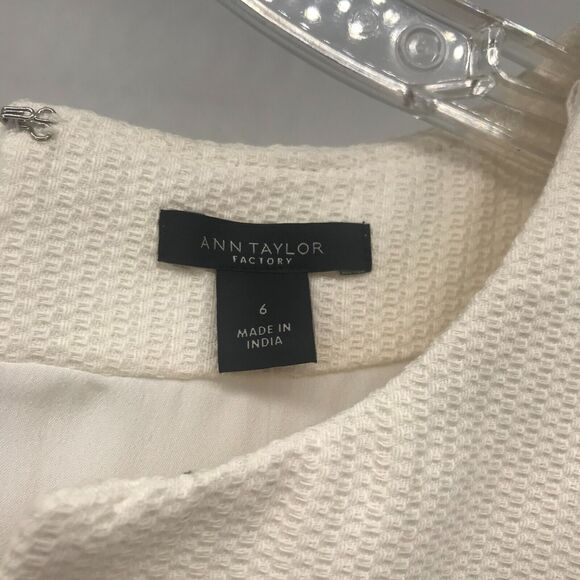 ANN TAYLOR
FACTORY
6
MADE IN
INDIA